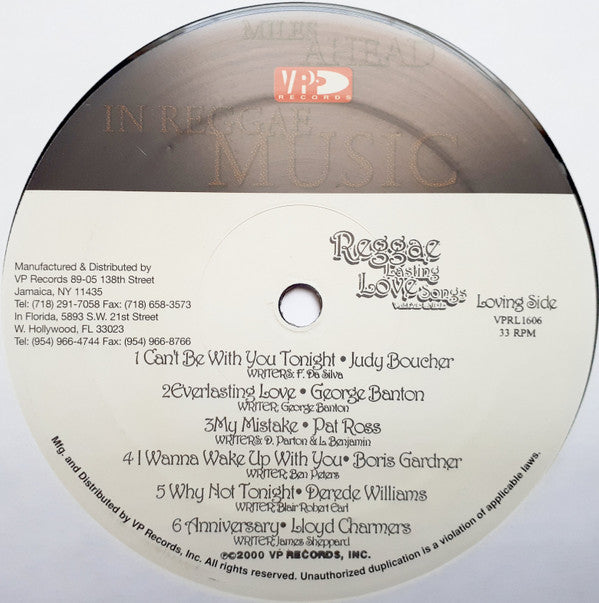 MILES
AHEAD
VP
RECORDS
IN REGGAE
MUSIC
Reggae
Lasting
Love
Songs
Loving Side
VPRL1606
33 RPM
Manufactured & Distributed by
VP Records 89-05 138th Street
Jamaica, NY 11435
Tel: (718) 291-7058 Fax: (718) 658-3573
In Florida, 5893 S.W. 21st Street
W. Hollywood, FL 33023
Tel: (954) 966-4744 Fax: (954) 966-8766
1 Can't Be With You Tonight • Judy Boucher
WRITERS: F. Da Silva
2Everlasting Love • George Banton
WRITER: George Banton
3My Mistake • Pat Ross
WRITERS: D. Parton & L. Benjamin
4 I Wanna Wake Up With You • Boris Gardner
WRITER: Ben Peters
5 Why Not Tonight • Derede Williams
WRITER: Blair Robert Earl
6 Anniversary • Lloyd Charmers
WRITER: James Sheppard
℗©2000 VP RECORDS, INC.
Mfg. and Distributed by VP Records, Inc. All rights reserved. Unauthorized duplication is a violation of applicable laws.